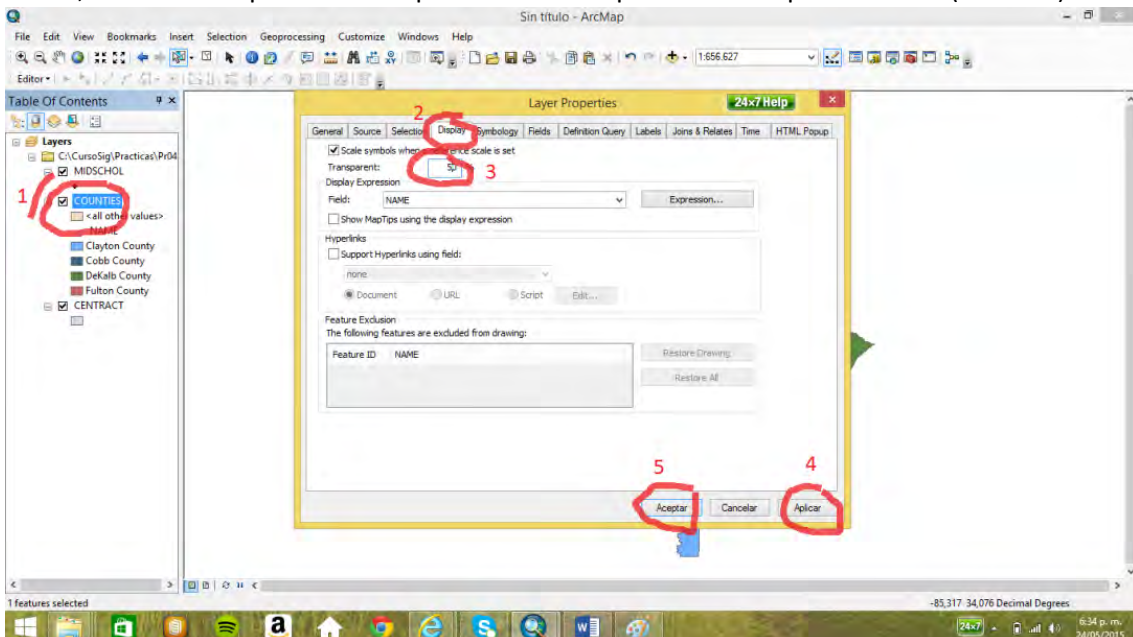 Sin título - ArcMap
File Edit View Bookmarks Insert Selection Geoprocessing Customize Windows Help
1:656.627
Editor
Table Of Contents
Layers
C:\CursoSig\Practicas\Pr04
MIDSCHOL
1
COUNTIES
<all other values>
NAME
Clayton County
Cobb County
DeKalb County
Fulton County
CENTRACT
Layer Properties
24x7 Help
2
General Source Selection Display Symbology Fields Definition Query Labels Joins & Relates Time HTML Popup
Scale symbols when a reference scale is set
Transparent: %
3
Display Expression
Field: NAME Expression...
Show MapTips using the display expression
Hyperlinks
Support Hyperlinks using field:
none
Document URL Script Edit...
Feature Exclusion
The following features are excluded from drawing:
Feature ID NAME
Restore Drawing
Restore All
5 4
Aceptar Cancelar Aplicar
1 features selected
-85,317 34,076 Decimal Degrees
24x7
6:34 p. m.
24/05/2015